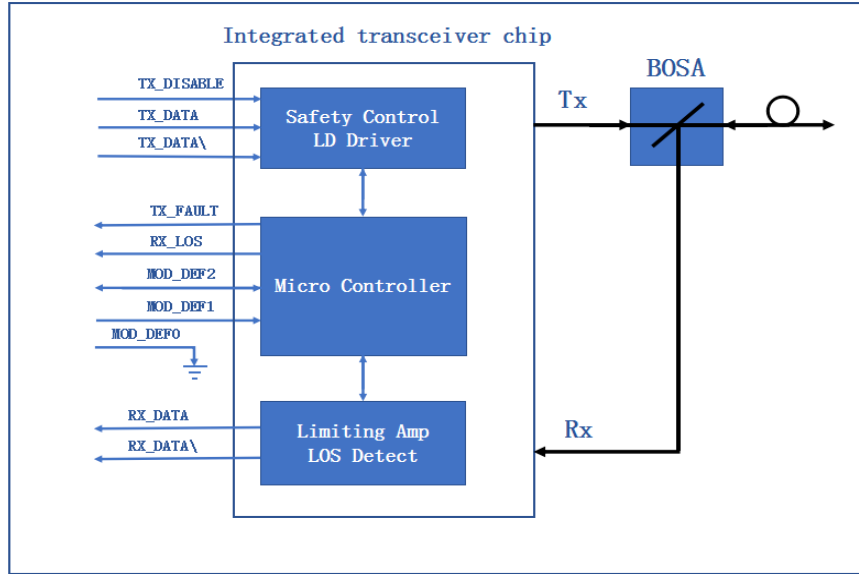 Integrated transceiver chip
BOSA
TX_DISABLE
TX_DATA
TX_DATA\
Safety Control
LD Driver
Tx
TX_FAULT
RX_LOS
MOD_DEF2
MOD_DEF1
MOD_DEF0
Micro Controller
RX_DATA
RX_DATA\
Limiting Amp
LOS Detect
Rx